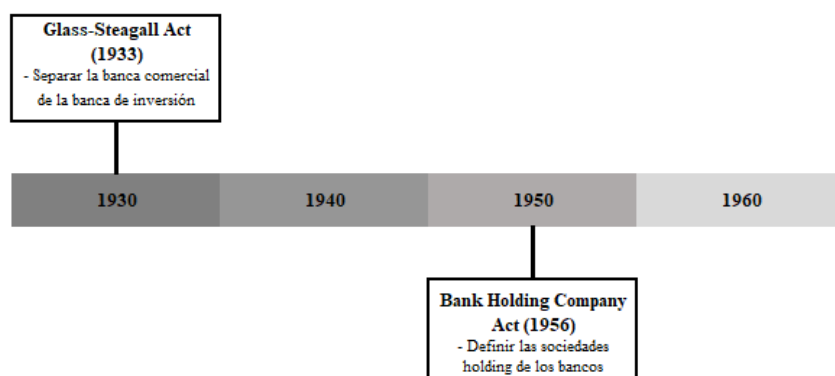 Glass-Steagall Act
(1933)
- Separar la banca comercial
de la banca de inversión
1930
1940
1950
1960
Bank Holding Company
Act (1956)
- Definir las sociedades
holding de los bancos